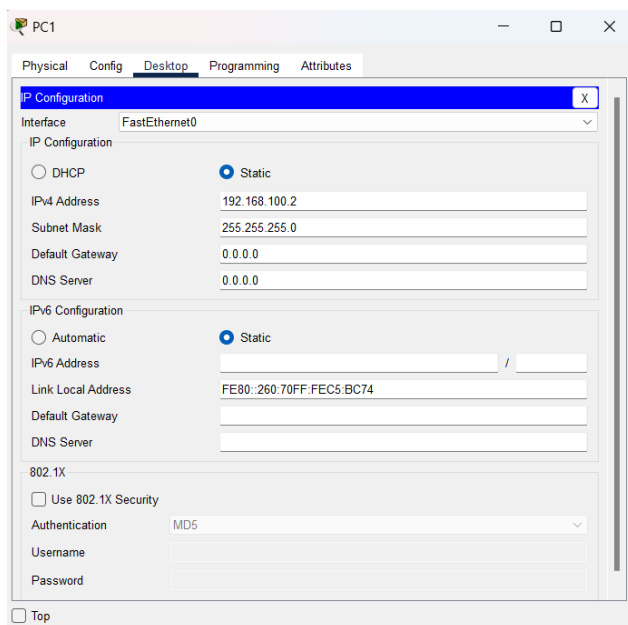 PC1
Physical Config Desktop Programming Attributes
IP Configuration X
Interface FastEthernet0
IP Configuration
DHCP Static
IPv4 Address 192.168.100.2
Subnet Mask 255.255.255.0
Default Gateway 0.0.0.0
DNS Server 0.0.0.0
IPv6 Configuration
Automatic Static
IPv6 Address /
Link Local Address FE80::260:70FF:FEC5:BC74
Default Gateway
DNS Server
802.1X
Use 802.1X Security
Authentication MD5
Username
Password
Top